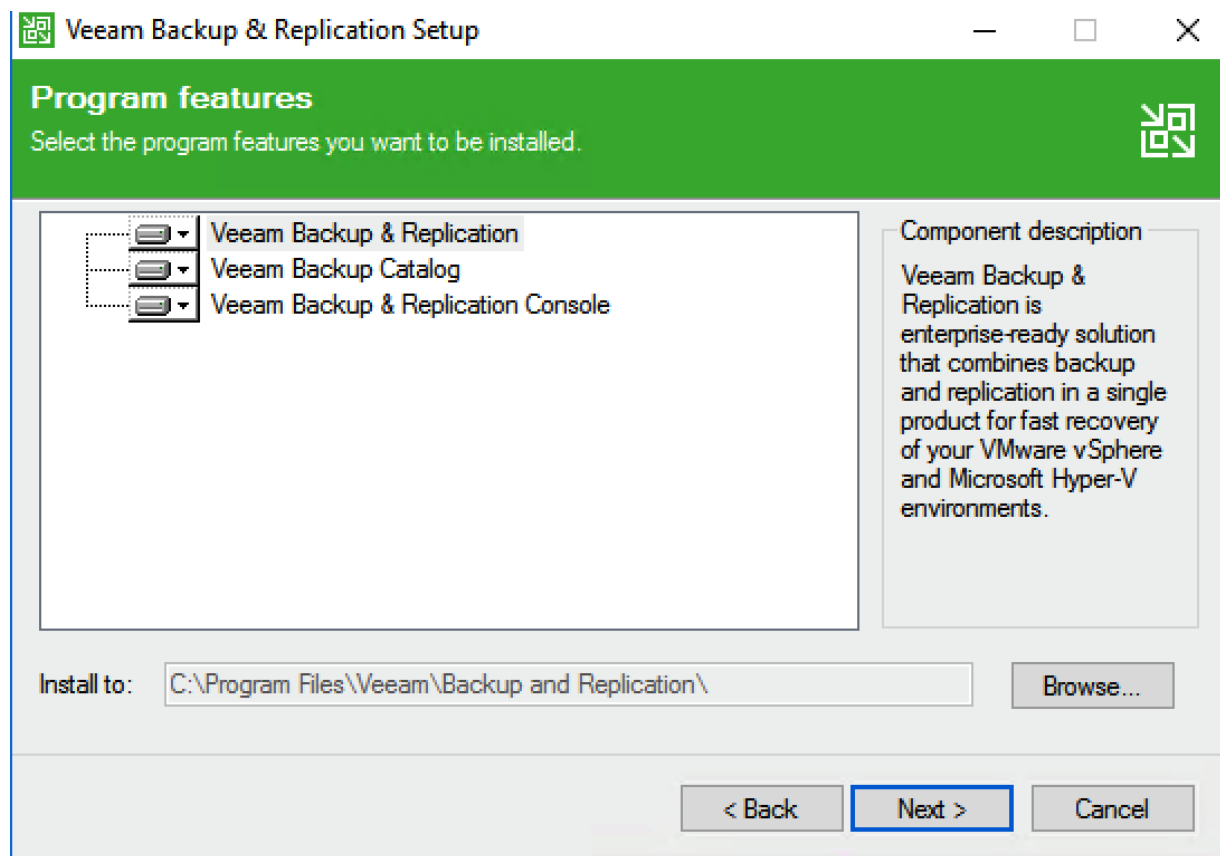 Veeam Backup & Replication Setup
Program features
Select the program features you want to be installed.
Veeam Backup & Replication
Veeam Backup Catalog
Veeam Backup & Replication Console
Component description
Veeam Backup &
Replication is
enterprise-ready solution
that combines backup
and replication in a single
product for fast recovery
of your VMware vSphere
and Microsoft Hyper-V
environments.
Install to:
C:\Program Files\Veeam\Backup and Replication\
Browse...
< Back
Next >
Cancel